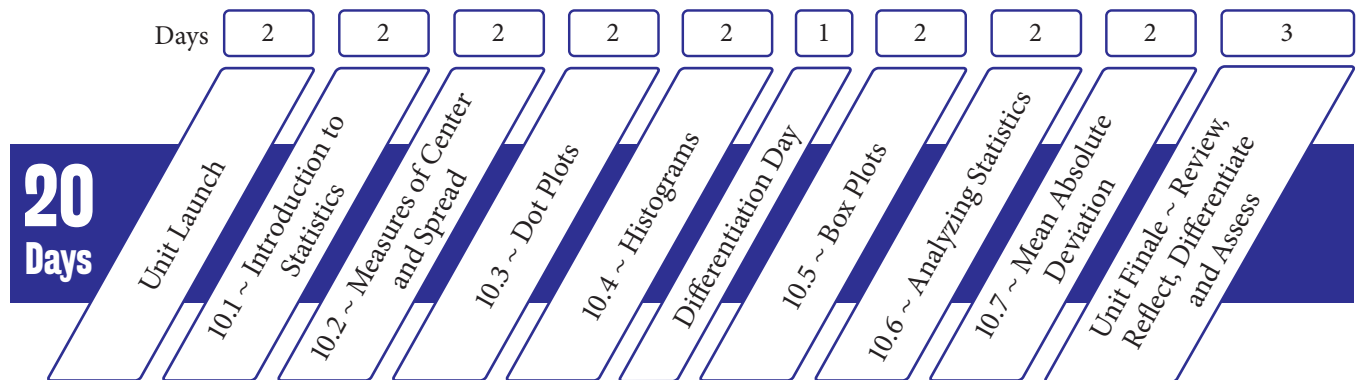 Days 2 2 2 2 2 1 2 2 2 3
20
Days
Unit Launch
10.1 ~ Introduction to
Statistics
10.2 ~ Measures of Center
and Spread
10.3 ~ Dot Plots
10.4 ~ Histograms
Differentiation Day
10.5 ~ Box Plots
10.6 ~ Analyzing Statistics
10.7 ~ Mean Absolute
Deviation
Unit Finale ~ Review,
Reflect, Differentiate
and Assess